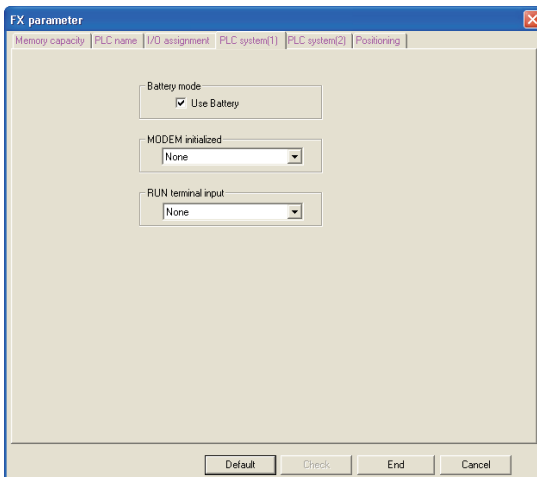 FX parameter
Memory capacity PLC name I/O assignment PLC system(1) PLC system(2) Positioning
Battery mode
Use Battery
MODEM initialized
None
RUN terminal input
None
Default Check End Cancel